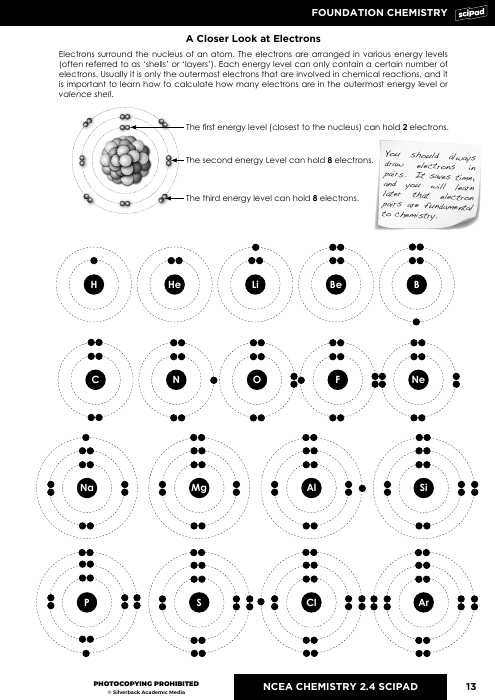 FOUNDATION CHEMISTRY scipad
A Closer Look at Electrons
Electrons surround the nucleus of an atom. The electrons are arranged in various energy levels
(often referred to as ‘shells’ or ‘layers’). Each energy level can only contain a certain number of
electrons. Usually it is only the outermost electrons that are involved in chemical reactions, and it
is important to learn how to calculate how many electrons are in the outermost energy level or
valence shell.
The first energy level (closest to the nucleus) can hold 2 electrons.
The second energy Level can hold 8 electrons.
The third energy level can hold 8 electrons.
You should always
draw electrons in
pairs. It saves time,
and you will learn
later that electron
pairs are fundamental
to chemistry.
H He Li Be B
C N O F Ne
Na Mg Al Si
P S Cl Ar
PHOTOCOPYING PROHIBITED
© Silverback Academic Media
NCEA CHEMISTRY 2.4 SCIPAD
13